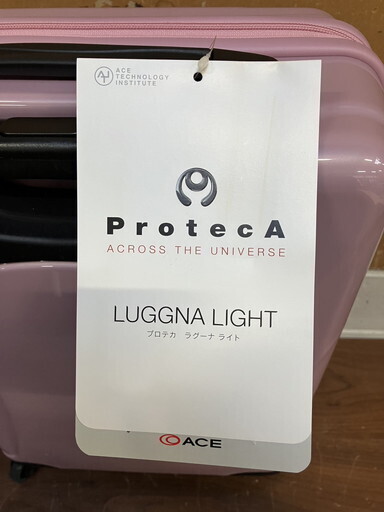 ACE
TECHNOLOGY
INSTITUTE
ProtecA
ACROSS THE UNIVERSE
LUGGNA LIGHT
プロテカ ラグーナ ライト
ACE